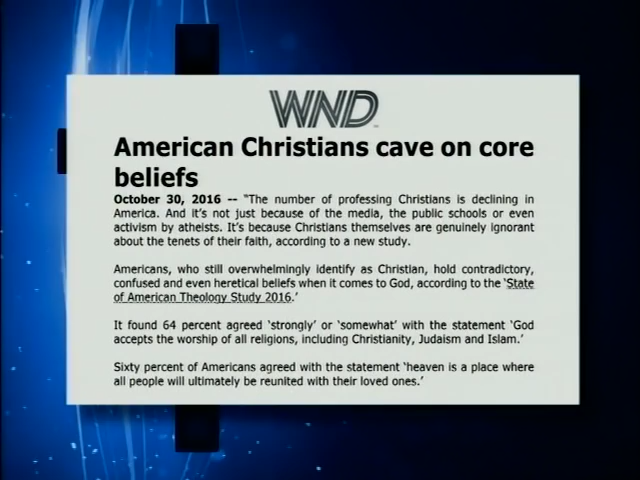 WND
American Christians cave on core
beliefs
October 30, 2016 -- “The number of professing Christians is declining in
America. And it’s not just because of the media, the public schools or even
activism by atheists. It’s because Christians themselves are genuinely ignorant
about the tenets of their faith, according to a new study.
Americans, who still overwhelmingly identify as Christian, hold contradictory,
confused and even heretical beliefs when it comes to God, according to the ‘State
of American Theology Study 2016.’
It found 64 percent agreed ‘strongly’ or ‘somewhat’ with the statement ‘God
accepts the worship of all religions, including Christianity, Judaism and Islam.’
Sixty percent of Americans agreed with the statement ‘heaven is a place where
all people will ultimately be reunited with their loved ones.’